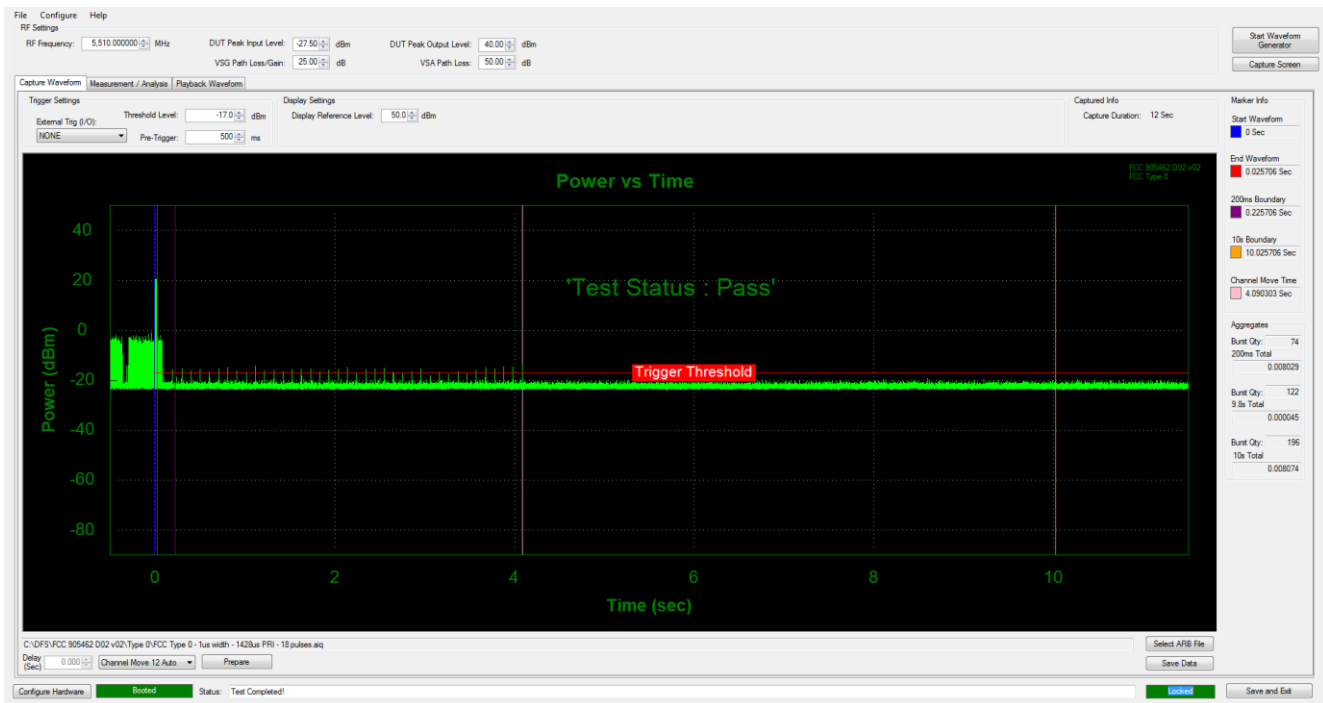 File Configure Help
RF Settings
RF Frequency: 5,510.000000 MHz DUT Peak Input Level: -27.50 dBm DUT Peak Output Level: 40.00 dBm
VSG Path Loss/Gain: 25.00 dB VSA Path Loss: 50.00 dB
Start Waveform
Generator
Capture Screen
Capture Waveform Measurement / Analysis Playback Waveform
Trigger Settings
Threshold Level: -17.0 dBm
External Trig (I/O):
NONE
Pre-Trigger: 500 ms
Display Settings
Display Reference Level: 50.0 dBm
Captured Info
Capture Duration: 12 Sec
Marker Info
Start Waveform
0 Sec
End Waveform
0.025706 Sec
200ms Boundary
0.225706 Sec
10s Boundary
10.025706 Sec
Channel Move Time
4.090303 Sec
Aggregates
Burst Qty: 74
200ms Total
0.008029
Burst Qty: 122
9.8s Total
0.000045
Burst Qty: 196
10s Total
0.008074
Power vs Time
FCC 905462 D02 v02
FCC Type 0
'Test Status : Pass'
Trigger Threshold
Power (dBm)
40
20
0
-20
-40
-60
-80
0 2 4 6 8 10
Time (sec)
C:\DFS\FCC 905462 D02 v02\Type 0\FCC Type 0 - 1us width - 1428us PRI - 18 pulses.aiq
Select ARB File
Delay
(Sec) 0.000 Channel Move 12 Auto Prepare
Save Data
Configure Hardware Booted Status: Test Completed! Locked Save and Exit